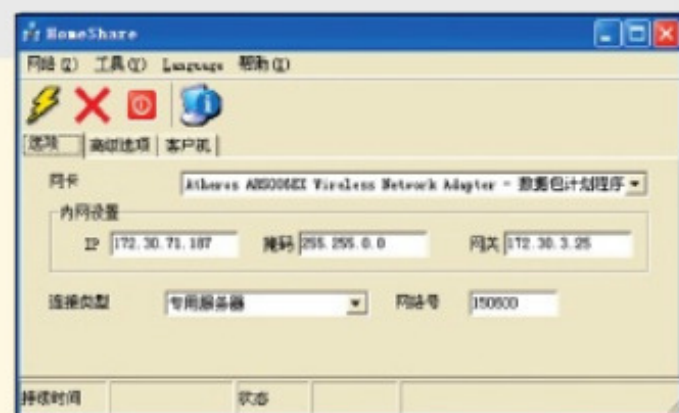 HomeShare
网络(Q) 工具(Y) Language 帮助(Q)
选项 高级选项 客户机
网卡 Atheros AR5006EX Wireless Network Adapter - 数据包计划程序
内网设置
IP 172.30.71.187 掩码 255.255.0.0 网关 172.30.3.25
连接类型 专用服务器 网络号 150600
持续时间 状态